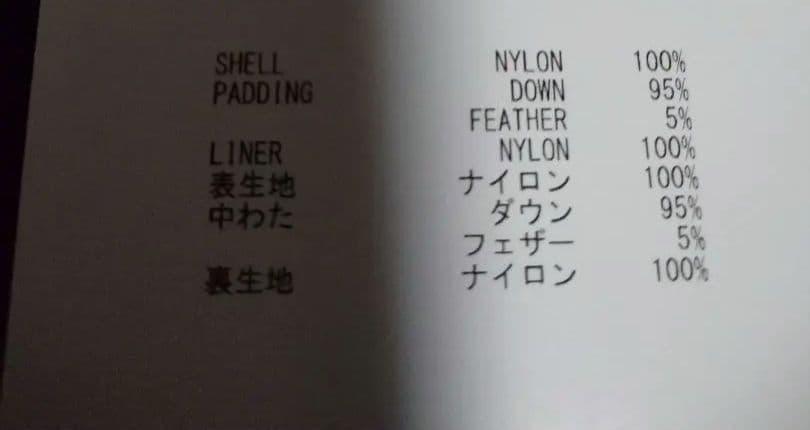 SHELL NYLON 100%
PADDING DOWN 95%
FEATHER 5%
LINER NYLON 100%
表生地 ナイロン 100%
中わた ダウン 95%
フェザー 5%
裏生地 ナイロン 100%